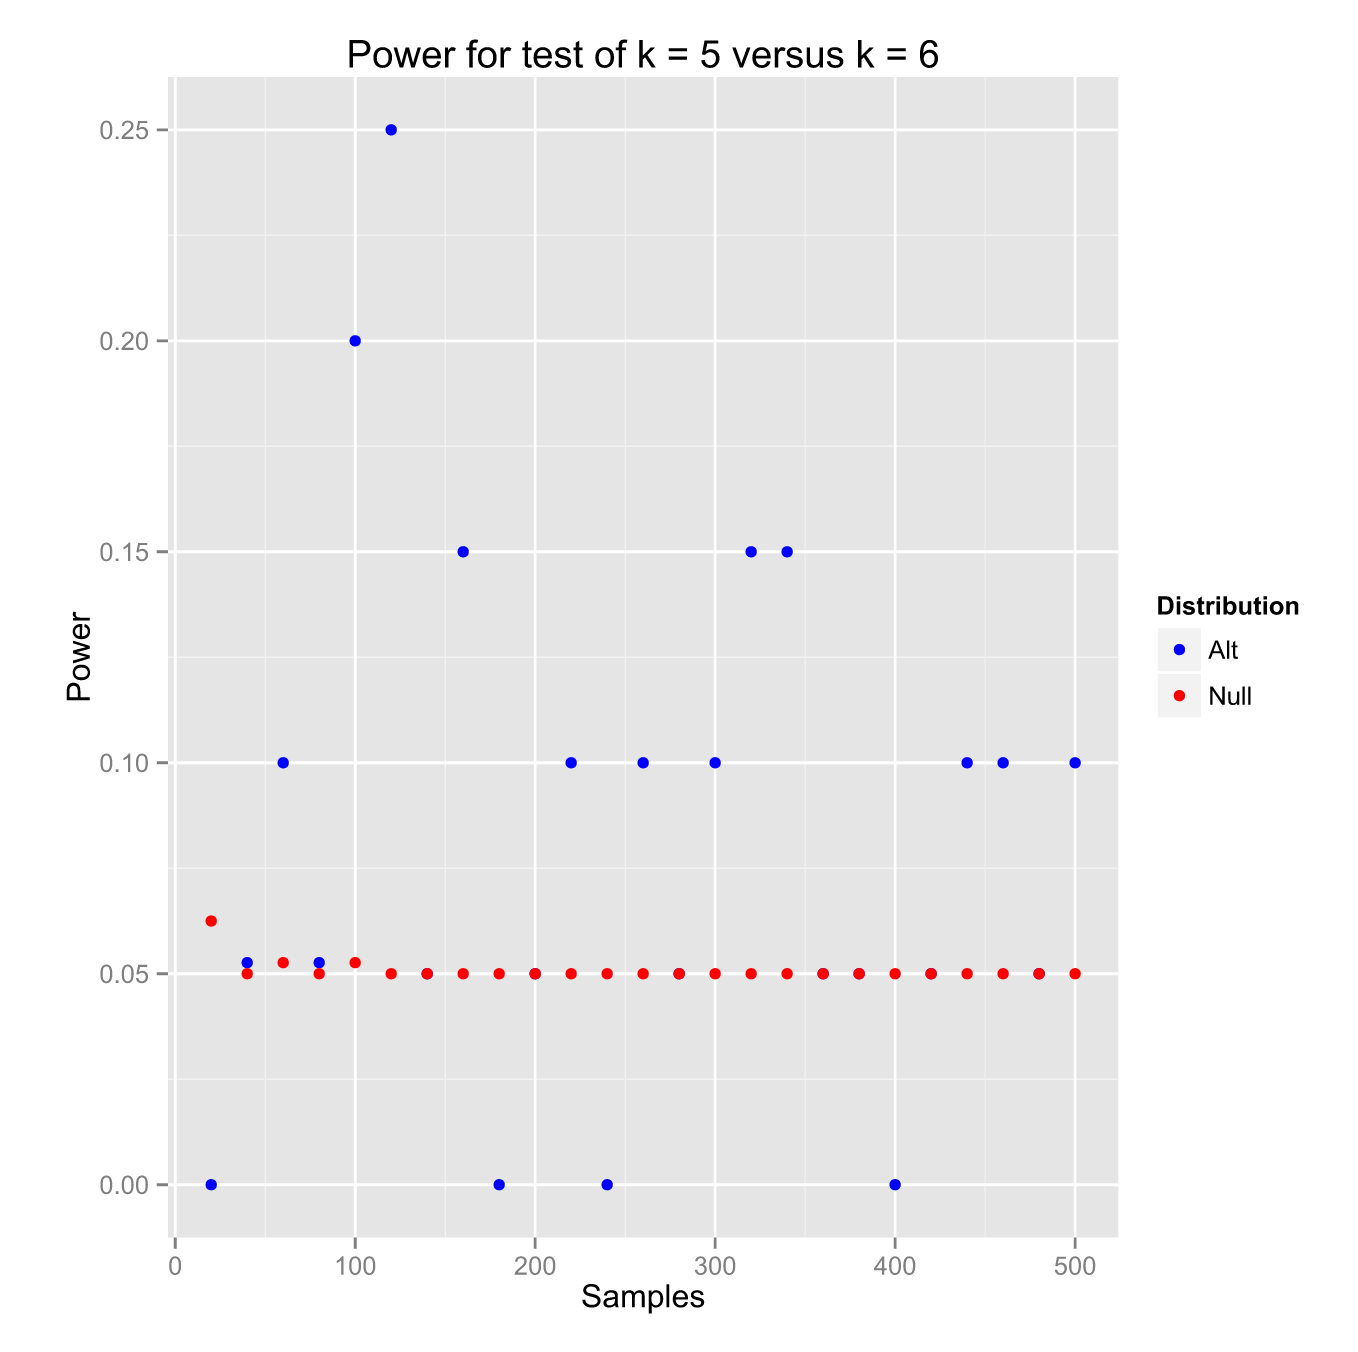 Power for test of k = 5 versus k = 6
0.25
0.20
0.15
0.10
0.05
0.00
Power
0 100 200 300 400 500
Samples
Distribution
Alt
Null